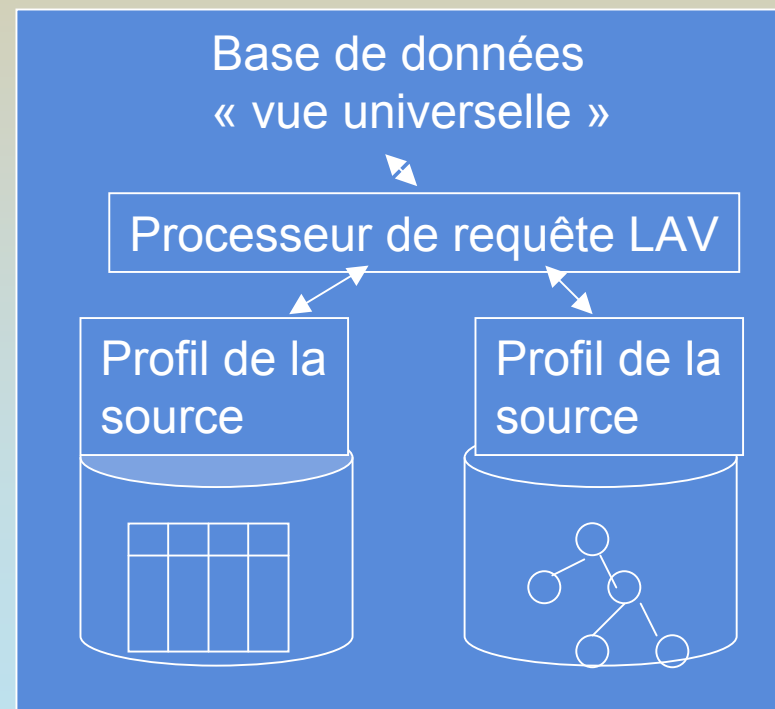 Base de données
« vue universelle »
Processeur de requête LAV
Profil de la
source
Profil de la
source